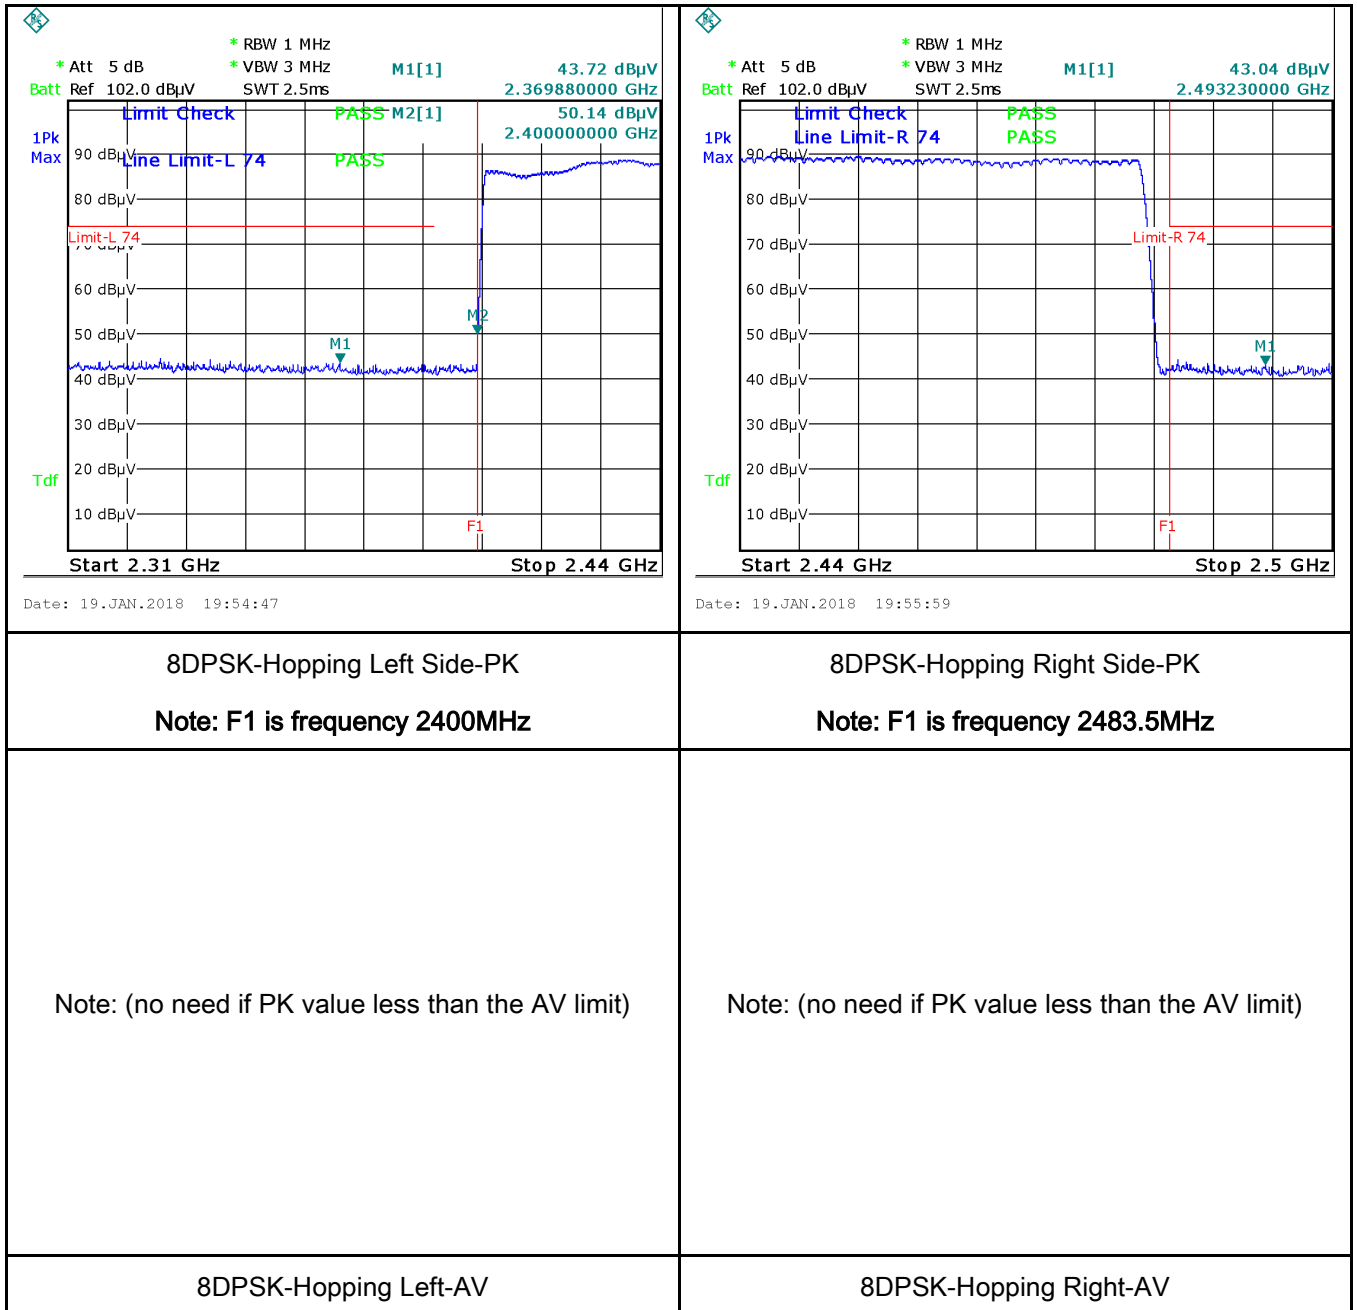 * RBW 1 MHz
* Att 5 dB * VBW 3 MHz M1[1] 43.72 dBµV
Batt Ref 102.0 dBµV SWT 2.5ms 2.369880000 GHz
Limit Check PASS M2[1] 50.14 dBµV
2.400000000 GHz
1Pk
Max
90 dBµV
Line Limit-L 74 PASS
80 dBµV
Limit-L 74
70 dBµV
60 dBµV
M2
50 dBµV
M1
40 dBµV
30 dBµV
20 dBµV
Tdf
10 dBµV
F1
Start 2.31 GHz Stop 2.44 GHz
Date: 19.JAN.2018 19:54:47
* RBW 1 MHz
* Att 5 dB * VBW 3 MHz M1[1] 43.04 dBµV
Batt Ref 102.0 dBµV SWT 2.5ms 2.493230000 GHz
Limit Check PASS
1Pk
Line Limit-R 74 PASS
Max
90 dBµV
80 dBµV
Limit-R 74
70 dBµV
60 dBµV
50 dBµV
M1
40 dBµV
30 dBµV
20 dBµV
Tdf
10 dBµV
F1
Start 2.44 GHz Stop 2.5 GHz
Date: 19.JAN.2018 19:55:59
8DPSK-Hopping Left Side-PK
Note: F1 is frequency 2400MHz
8DPSK-Hopping Right Side-PK
Note: F1 is frequency 2483.5MHz
Note: (no need if PK value less than the AV limit)
Note: (no need if PK value less than the AV limit)
8DPSK-Hopping Left-AV
8DPSK-Hopping Right-AV